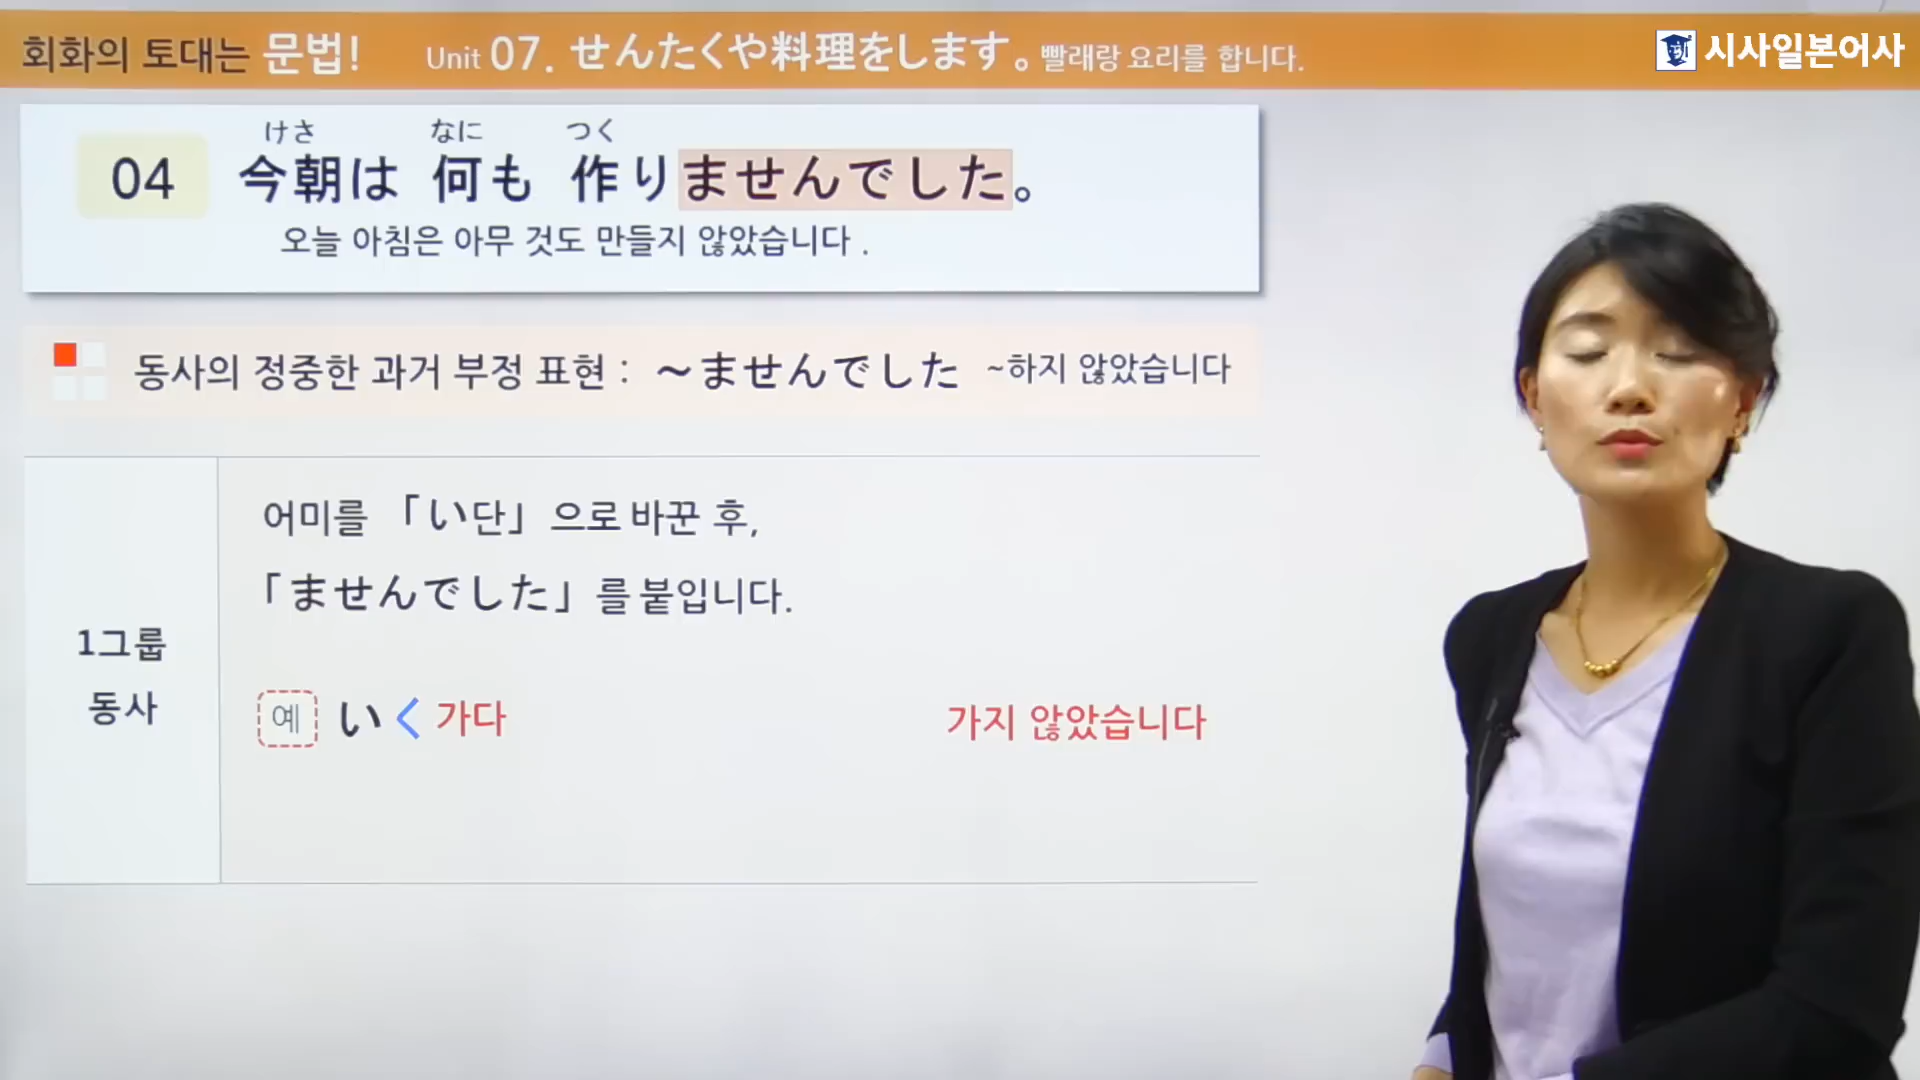 회화의 토대는 문법! Unit 07. せんたくや料理をします。빨래랑 요리를 합니다.
시사일본어사
けさ なに つく
04 今朝は 何も 作りませんでした。
오늘 아침은 아무 것도 만들지 않았습니다 .
동사의 정중한 과거 부정 표현 : ～ませんでした ~하지 않았습니다
어미를 「い단」으로 바꾼 후,
「ませんでした」를 붙입니다.
1그룹
동사
예 いく 가다 가지 않았습니다